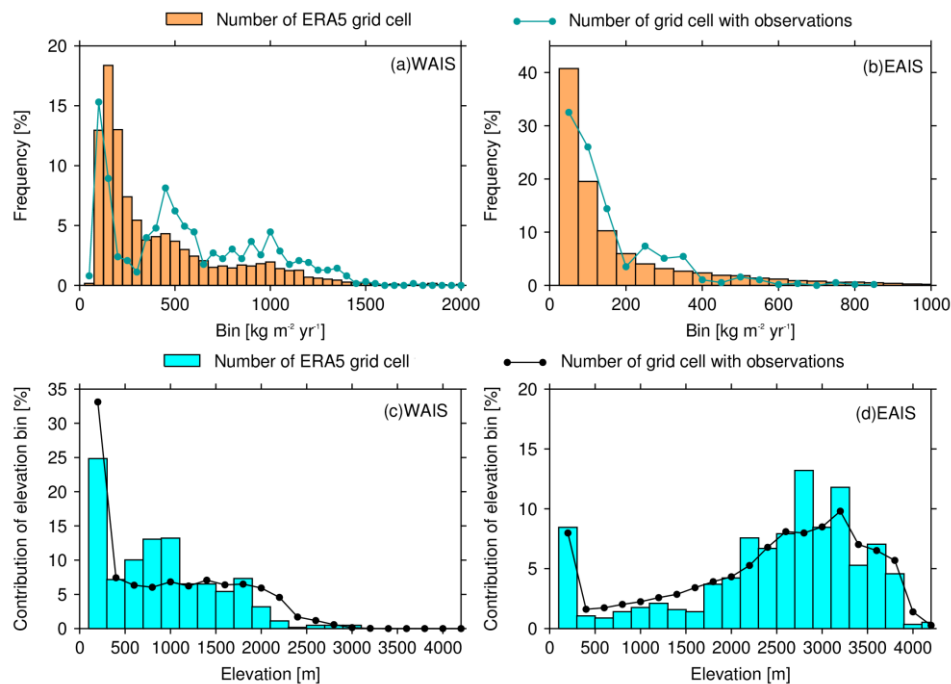 Number of ERA5 grid cell
Number of grid cell with observations
(a)WAIS
Frequency [%]
20
15
10
5
0
0 500 1000 1500 2000
Bin [kg m⁻² yr⁻¹]
(b)EAIS
Frequency [%]
40
30
20
10
0
0 200 400 600 800 1000
Bin [kg m⁻² yr⁻¹]
Number of ERA5 grid cell
Number of grid cell with observations
(c)WAIS
Contribution of elevation bin [%]
35
30
25
20
15
10
5
0
0 500 1000 1500 2000 2500 3000 3500 4000
Elevation [m]
(d)EAIS
Contribution of elevation bin [%]
20
15
10
5
0
0 500 1000 1500 2000 2500 3000 3500 4000
Elevation [m]